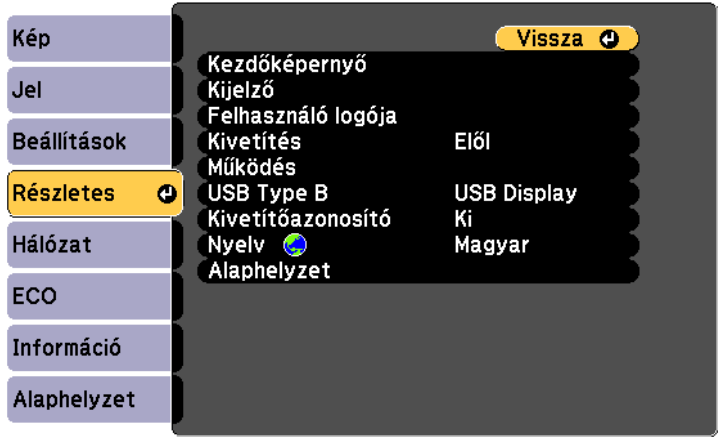 Kép
Jel
Beállítások
Részletes
Hálózat
ECO
Információ
Alaphelyzet
Vissza
Kezdőképernyő
Kijelző
Felhasználó logója
Kivetítés Elől
Működés
USB Type B USB Display
Kivetítőazonosító Ki
Nyelv Magyar
Alaphelyzet